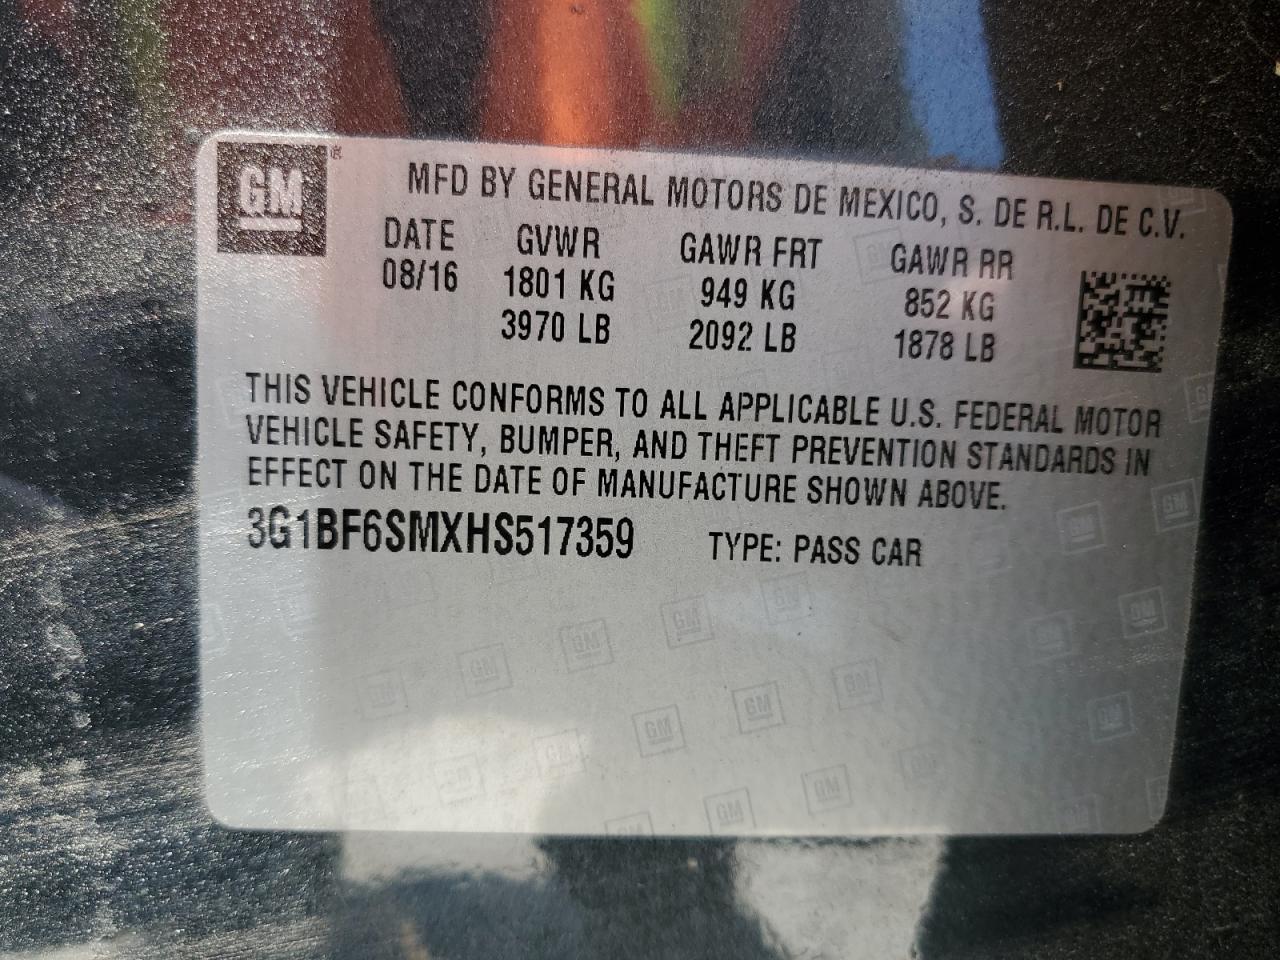 GM
MFD BY GENERAL MOTORS DE MEXICO, S. DE R.L. DE C.V.
DATE GVWR GAWR FRT GAWR RR
08/16 1801 KG 949 KG 852 KG
3970 LB 2092 LB 1878 LB
THIS VEHICLE CONFORMS TO ALL APPLICABLE U.S. FEDERAL MOTOR
VEHICLE SAFETY, BUMPER, AND THEFT PREVENTION STANDARDS IN
EFFECT ON THE DATE OF MANUFACTURE SHOWN ABOVE.
3G1BF6SMXHS517359 TYPE: PASS CAR